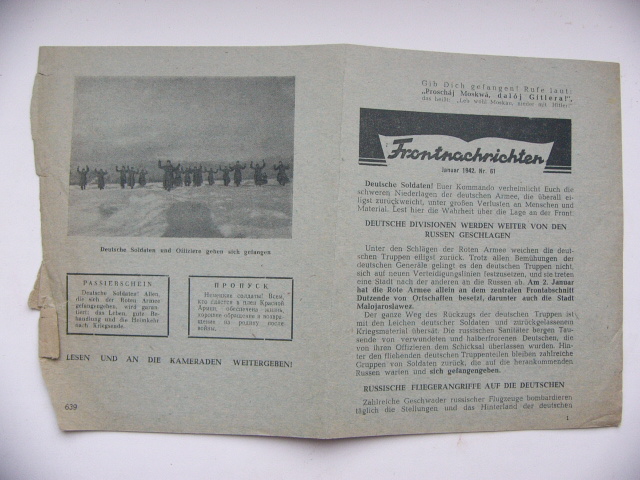 Deutsche Soldaten und Offiziere geben sich gefangen
PASSIERSCHEIN
Deutsche Soldaten! Allen,
die sich der Roten Armee
gefangengeben, wird garan-
tiert: das Leben, gute Be-
handlung und die Heimkehr
nach Kriegsende.
ПРОПУСК
Немецкие солдаты! Всем,
кто сдаётся в плен Красной
Армии, обеспечена жизнь,
хорошее обращение и возвра-
щение на родину после
войны.
LESEN UND AN DIE KAMERADEN WEITERGEBEN!
639
Gib Dich gefangen! Rufe laut:
„Proscháj Moskwá, dalój Gitlera!",
das heißt: „Leb wohl Moskau, nieder mit Hitler!"
Frontnachrichten
Januar 1942. Nr. 61
Deutsche Soldaten! Euer Kommando verheimlicht Euch die
schweren Niederlagen der deutschen Armee, die überall ei-
ligst zurückweicht, unter großen Verlusten an Menschen und
Material. Lest hier die Wahrheit über die Lage an der Front.
DEUTSCHE DIVISIONEN WERDEN WEITER VON DEN
RUSSEN GESCHLAGEN
Unter den Schlägen der Roten Armee weichen die deut-
schen Truppen eiligst zurück. Trotz allen Bemühungen der
deutschen Generäle gelingt es den deutschen Truppen nicht,
sich auf neuen Verteidigungslinien festzusetzen, und sie treten
eine Stadt nach der anderen an die Russen ab. Am 2. Januar
hat die Rote Armee allein an dem zentralen Frontabschnitt
Dutzende von Ortschaften besetzt, darunter auch die Stadt
Malojaroslawez.
Der ganze Weg des Rückzugs der deutschen Truppen ist
mit den Leichen deutscher Soldaten und zurückgelassenem
Kriegsmaterial übersät. Die russischen Sanitäter bergen Tau-
sende von verwundeten und halberfrorenen Deutschen, die
von ihren Offizieren dem Schicksal überlassen wurden. Hin-
ter den fliehenden deutschen Truppenteilen bleiben zahlreiche
Gruppen von Soldaten zurück, die auf die herankommenden
Russen warten und sich gefangengeben.
RUSSISCHE FLIEGERANGRIFFE AUF DIE DEUTSCHEN
Zahlreiche Geschwader russischer Flugzeuge bombardieren
täglich die Stellungen und das Hinterland der deutschen
1